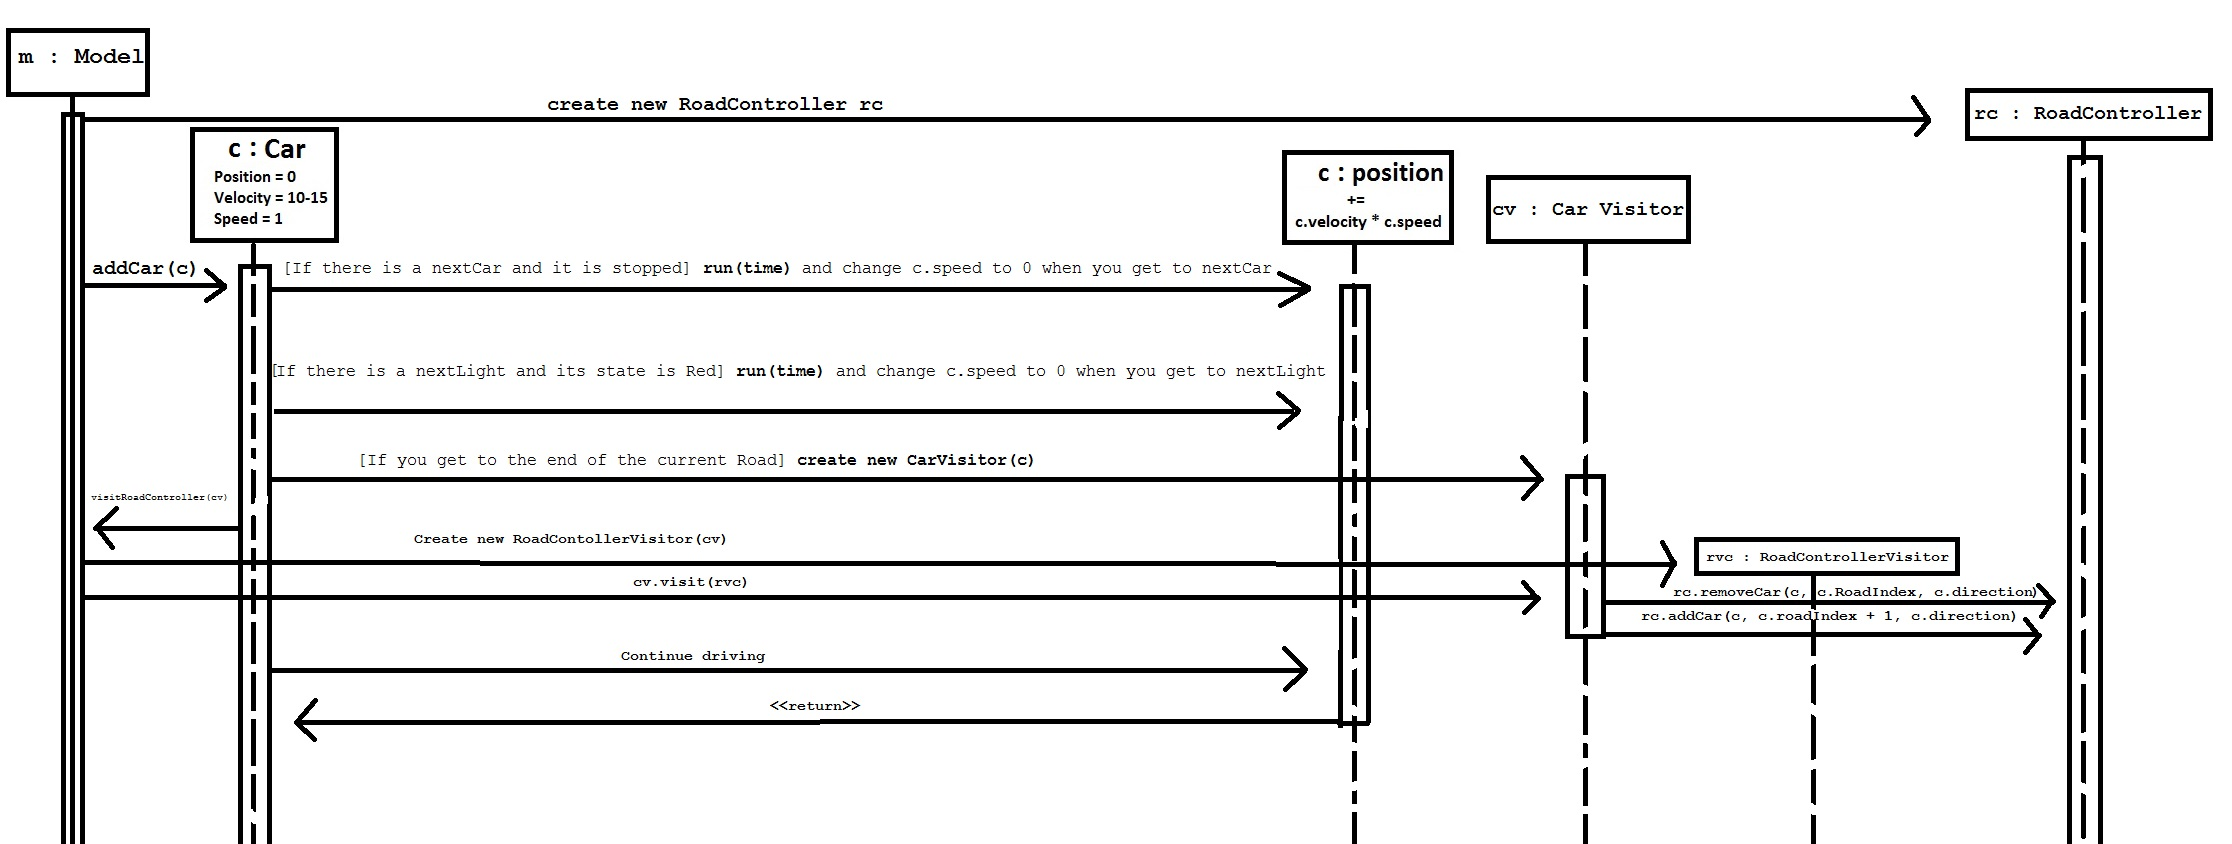 m : Model
create new RoadController rc
rc : RoadController
c : Car
Position = 0
Velocity = 10-15
Speed = 1
c : position
+=
c.velocity * c.speed
cv : Car Visitor
addCar(c)
[If there is a nextCar and it is stopped] run(time) and change c.speed to 0 when you get to nextCar
[If there is a nextLight and its state is Red] run(time) and change c.speed to 0 when you get to nextLight
[If you get to the end of the current Road] create new CarVisitor(c)
visitRoadController(cv)
Create new RoadContollerVisitor(cv)
rvc : RoadControllerVisitor
cv.visit(rvc)
rc.removeCar(c, c.RoadIndex, c.direction)
rc.addCar(c, c.roadIndex + 1, c.direction)
Continue driving
<<return>>